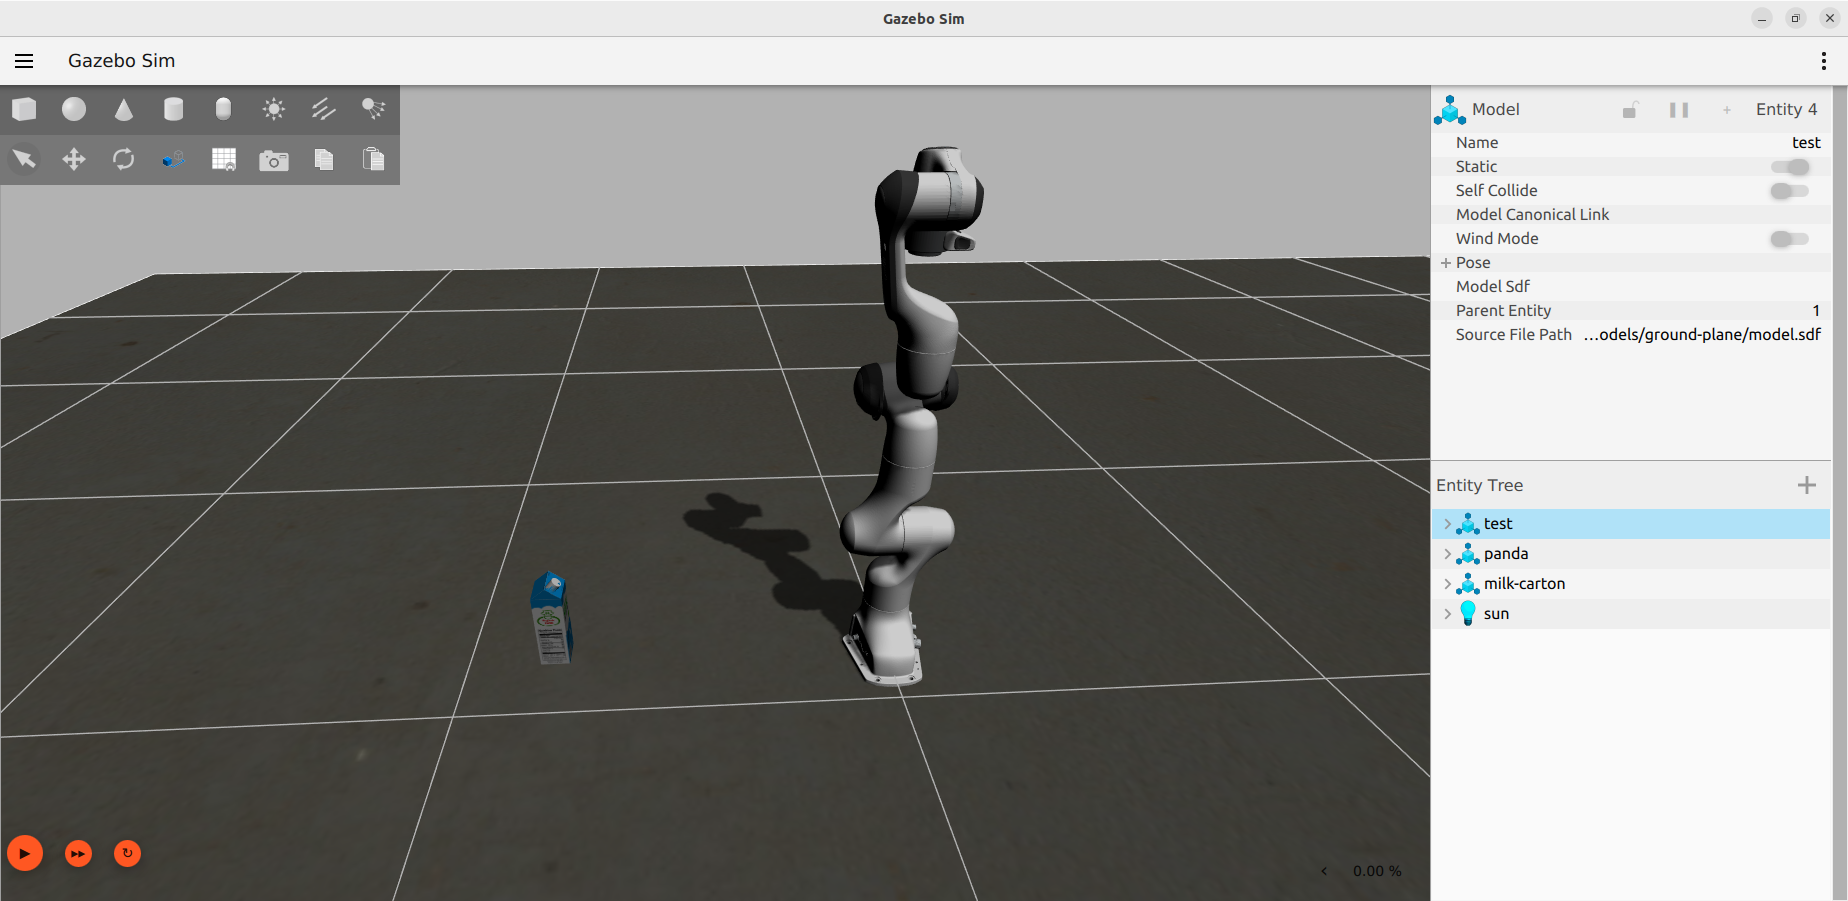 Gazebo Sim
Gazebo Sim
Model
Entity 4
Name test
Static
Self Collide
Model Canonical Link
Wind Mode
Pose
Model Sdf
Parent Entity 1
Source File Path ...odels/ground-plane/model.sdf
Entity Tree
test
panda
milk-carton
sun
0.00 %